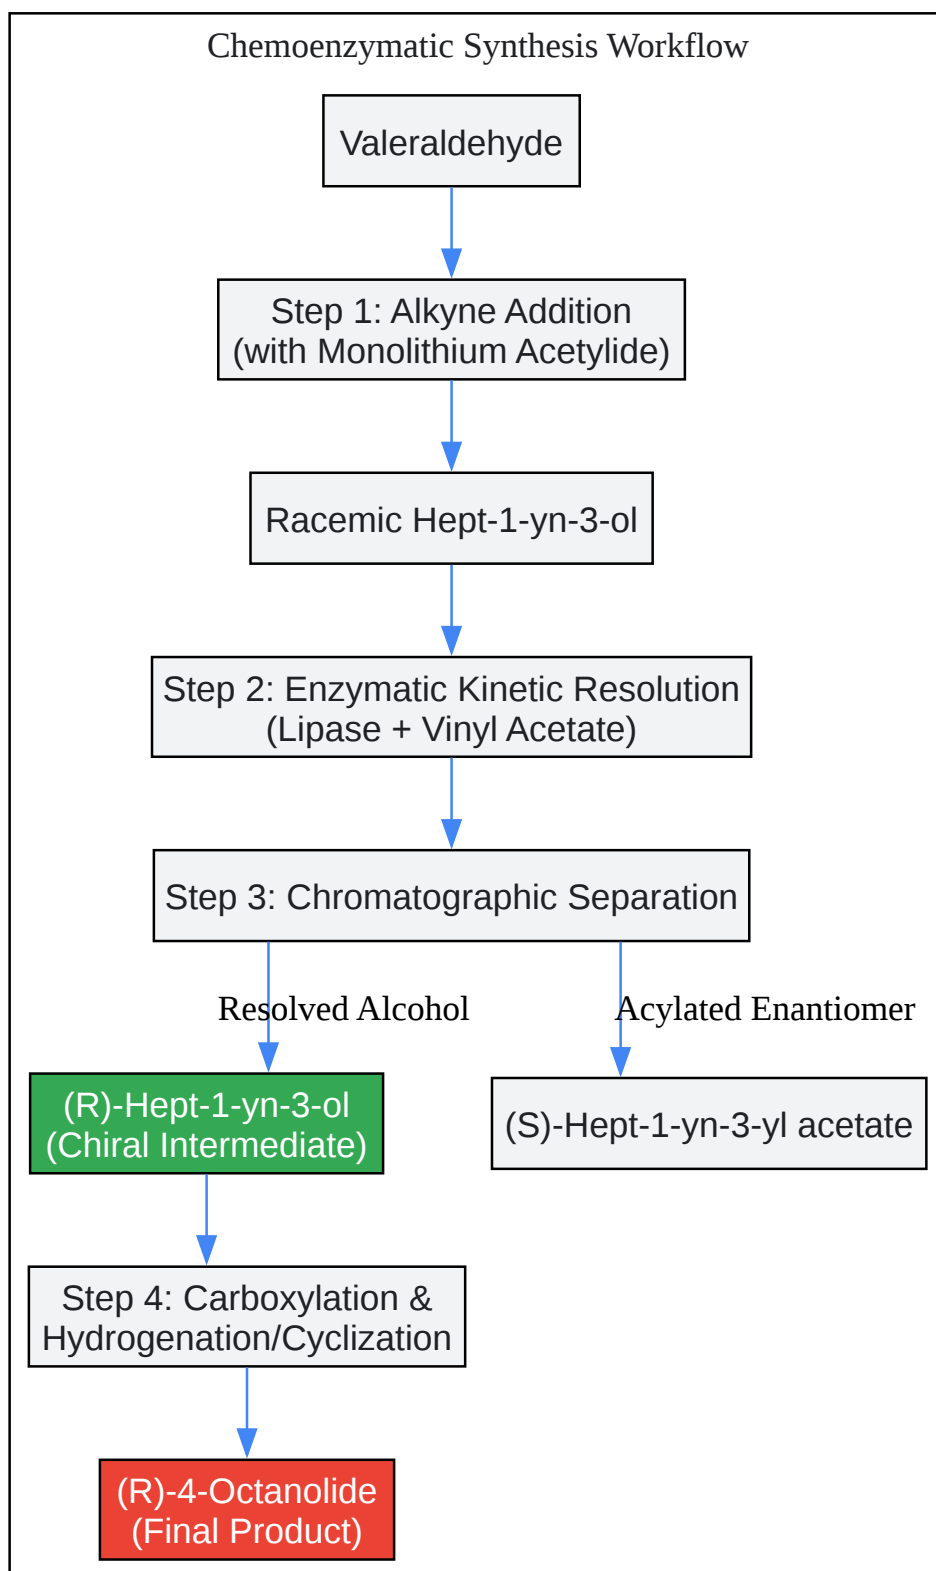 Chemoenzymatic Synthesis Workflow
Valeraldehyde
Step 1: Alkyne Addition
(with Monolithium Acetylide)
Racemic Hept-1-yn-3-ol
Step 2: Enzymatic Kinetic Resolution
(Lipase + Vinyl Acetate)
Step 3: Chromatographic Separation
Resolved Alcohol
Acylated Enantiomer
(R)-Hept-1-yn-3-ol
(Chiral Intermediate)
(S)-Hept-1-yn-3-yl acetate
Step 4: Carboxylation &
Hydrogenation/Cyclization
(R)-4-Octanolide
(Final Product)